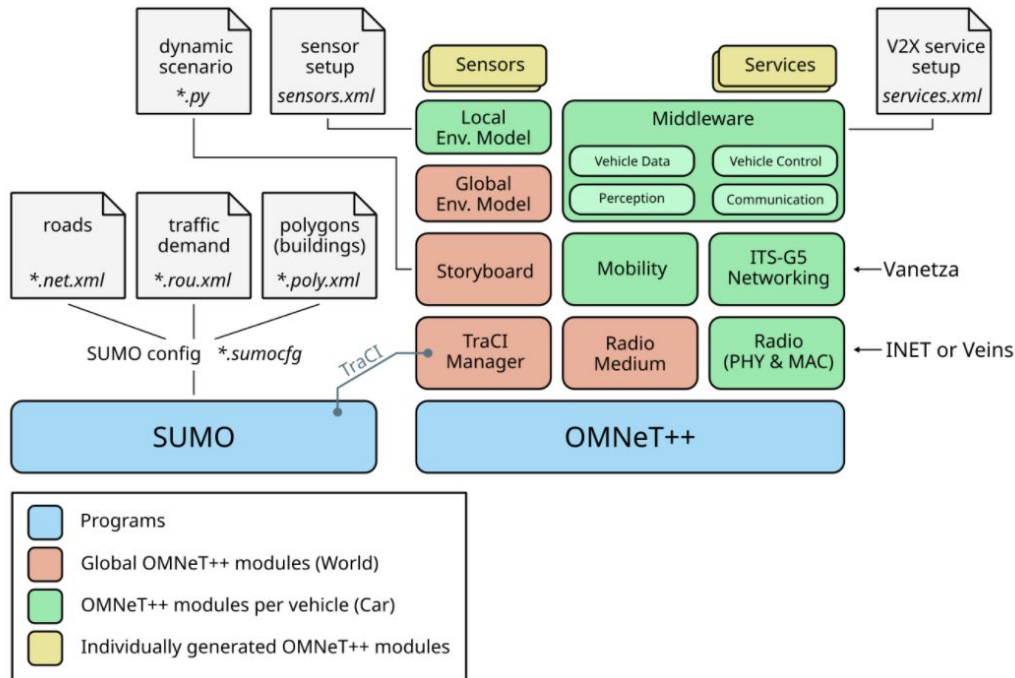 dynamic
scenario
*.py
sensor
setup
sensors.xml
Sensors
Services
V2X service
setup
services.xml
Local
Env. Model
Middleware
Vehicle Data
Vehicle Control
Perception
Communication
Global
Env. Model
roads
*.net.xml
traffic
demand
*.rou.xml
polygons
(buildings)
*.poly.xml
Storyboard
Mobility
ITS-G5
Networking
Vanetza
SUMO config
*.sumocfg
TraCI
TraCI
Manager
Radio
Medium
Radio
(PHY & MAC)
INET or Veins
SUMO
OMNeT++
Programs
Global OMNeT++ modules (World)
OMNeT++ modules per vehicle (Car)
Individually generated OMNeT++ modules